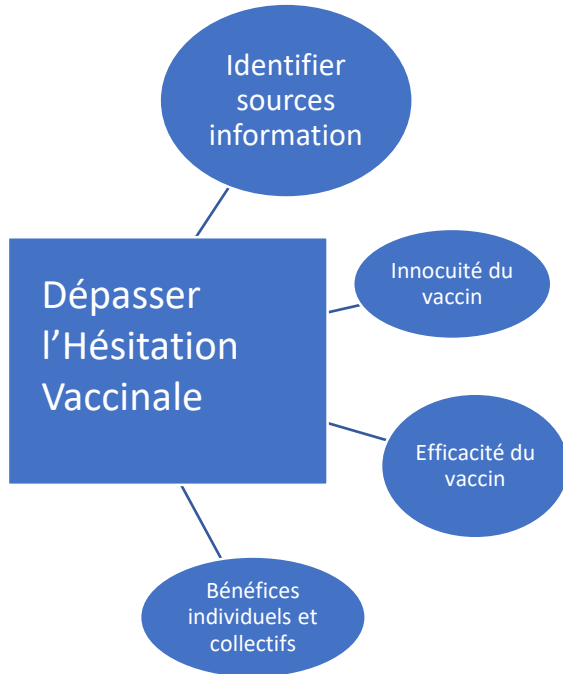 Identifier
sources
information
Dépasser
l’Hésitation
Vaccinale
Innocuité du
vaccin
Efficacité du
vaccin
Bénéfices
individuels et
collectifs